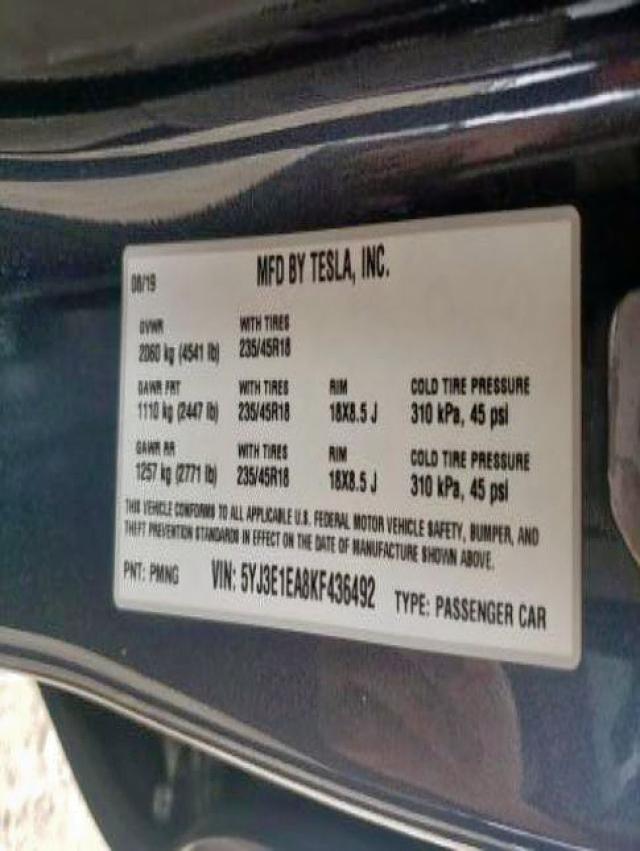 MFD BY TESLA, INC.
08/19
GVWR WITH TIRES
2060 kg (4541 lb) 235/45R18
GAWR FRT WITH TIRES RIM COLD TIRE PRESSURE
1110 kg (2447 lb) 235/45R18 18X8.5 J 310 kPa, 45 psi
GAWR RR WITH TIRES RIM COLD TIRE PRESSURE
1257 kg (2771 lb) 235/45R18 18X8.5 J 310 kPa, 45 psi
THIS VEHICLE CONFORMS TO ALL APPLICABLE U.S. FEDERAL MOTOR VEHICLE SAFETY, BUMPER, AND
THEFT PREVENTION STANDARDS IN EFFECT ON THE DATE OF MANUFACTURE SHOWN ABOVE.
PNT: PMNG VIN: 5YJ3E1EA8KF436492 TYPE: PASSENGER CAR